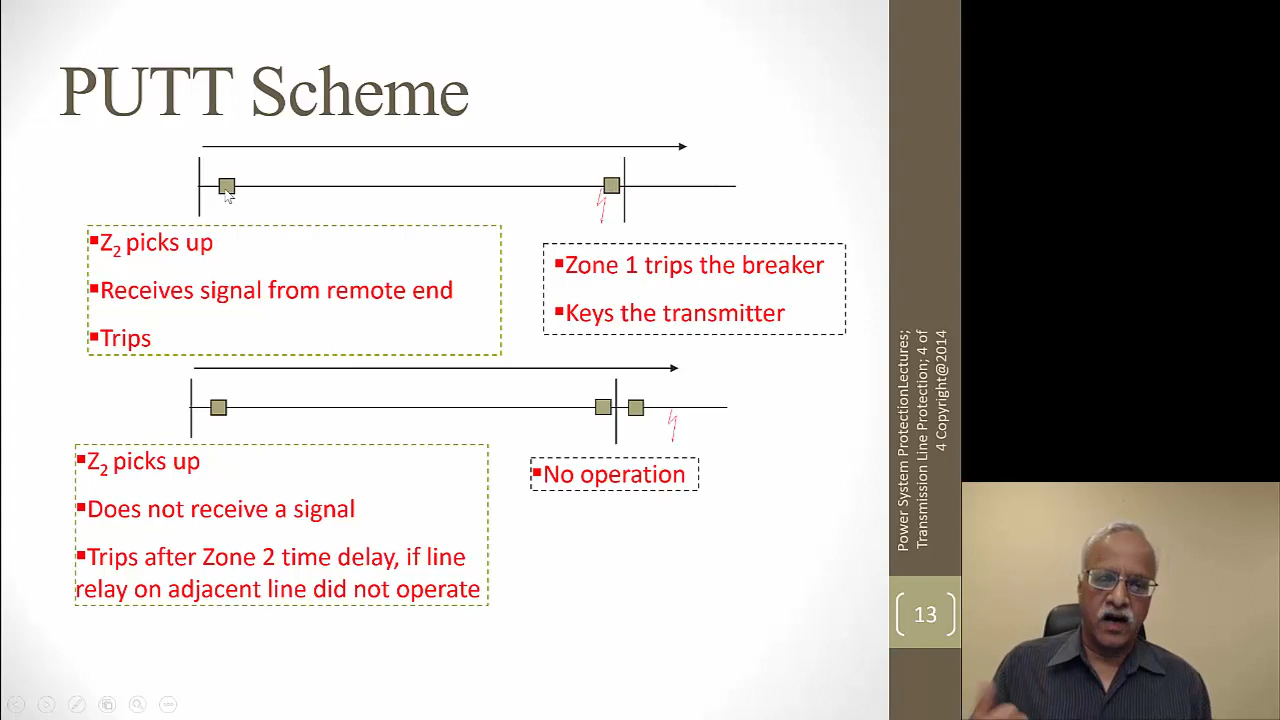 PUTT Scheme
▪Z2 picks up
▪Receives signal from remote end
▪Trips
▪Zone 1 trips the breaker
▪Keys the transmitter
▪Z2 picks up
▪Does not receive a signal
▪Trips after Zone 2 time delay, if line
relay on adjacent line did not operate
▪No operation
Power System ProtectionLectures;
Transmission Line Protection; 4 of
4 Copyright@2014
13